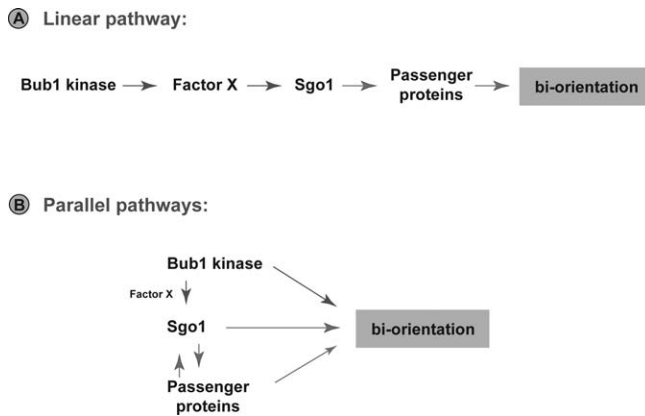 A Linear pathway:
Bub1 kinase Factor X Sgo1 Passenger proteins bi-orientation
B Parallel pathways:
Bub1 kinase
Factor X
Sgo1
bi-orientation
Passenger
proteins